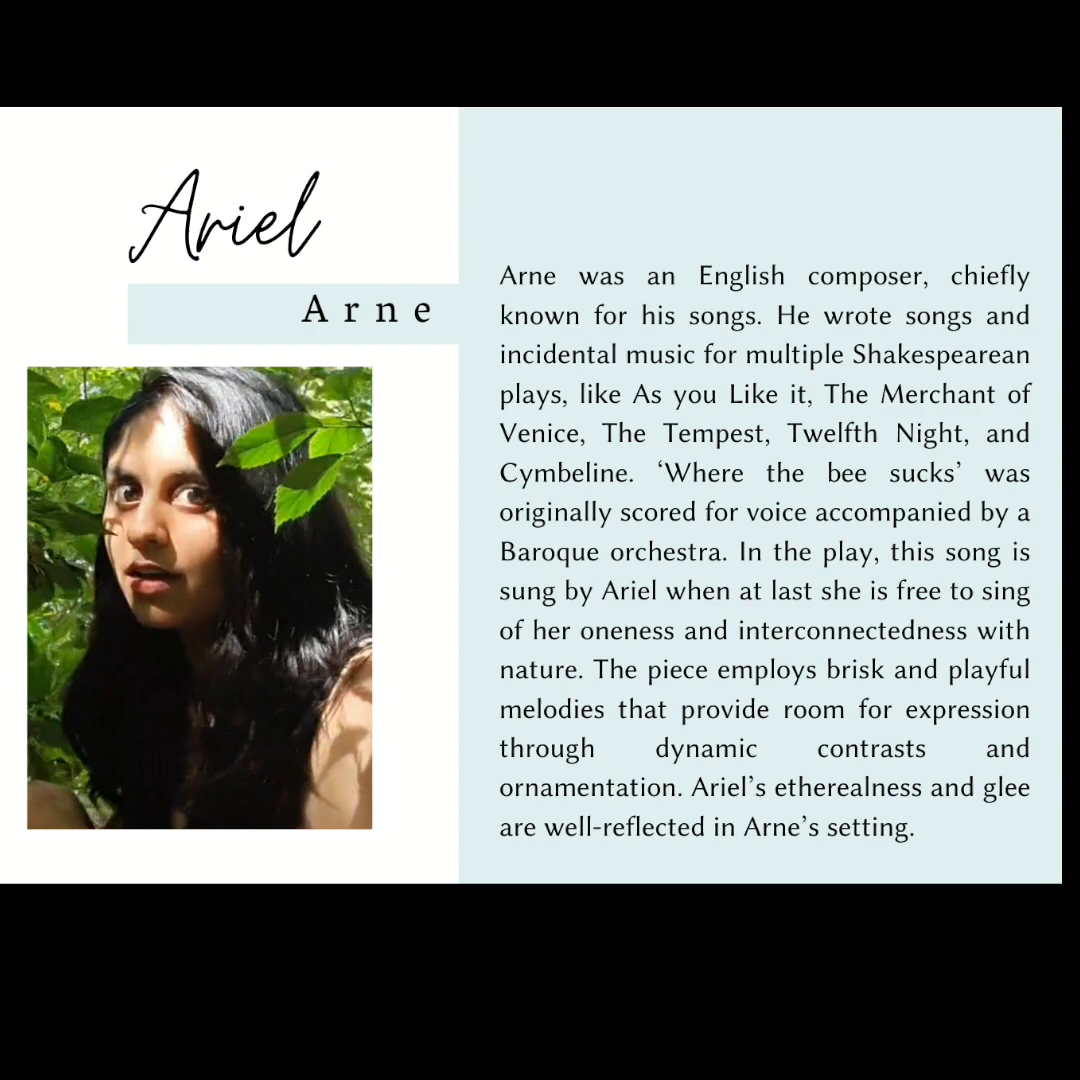 Ariel
Arne
Arne was an English composer, chiefly
known for his songs. He wrote songs and
incidental music for multiple Shakespearean
plays, like As you Like it, The Merchant of
Venice, The Tempest, Twelfth Night, and
Cymbeline. ‘Where the bee sucks’ was
originally scored for voice accompanied by a
Baroque orchestra. In the play, this song is
sung by Ariel when at last she is free to sing
of her oneness and interconnectedness with
nature. The piece employs brisk and playful
melodies that provide room for expression
through dynamic contrasts and
ornamentation. Ariel’s etherealness and glee
are well-reflected in Arne’s setting.